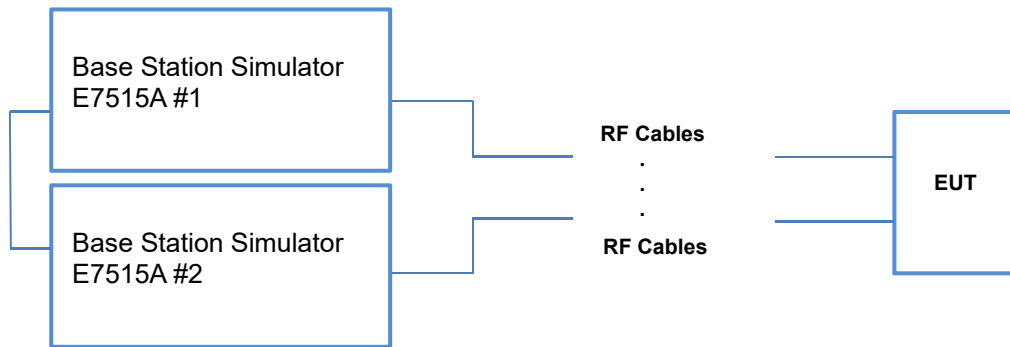 Base Station Simulator
E7515A #1
RF Cables
.
.
.
RF Cables
EUT
Base Station Simulator
E7515A #2